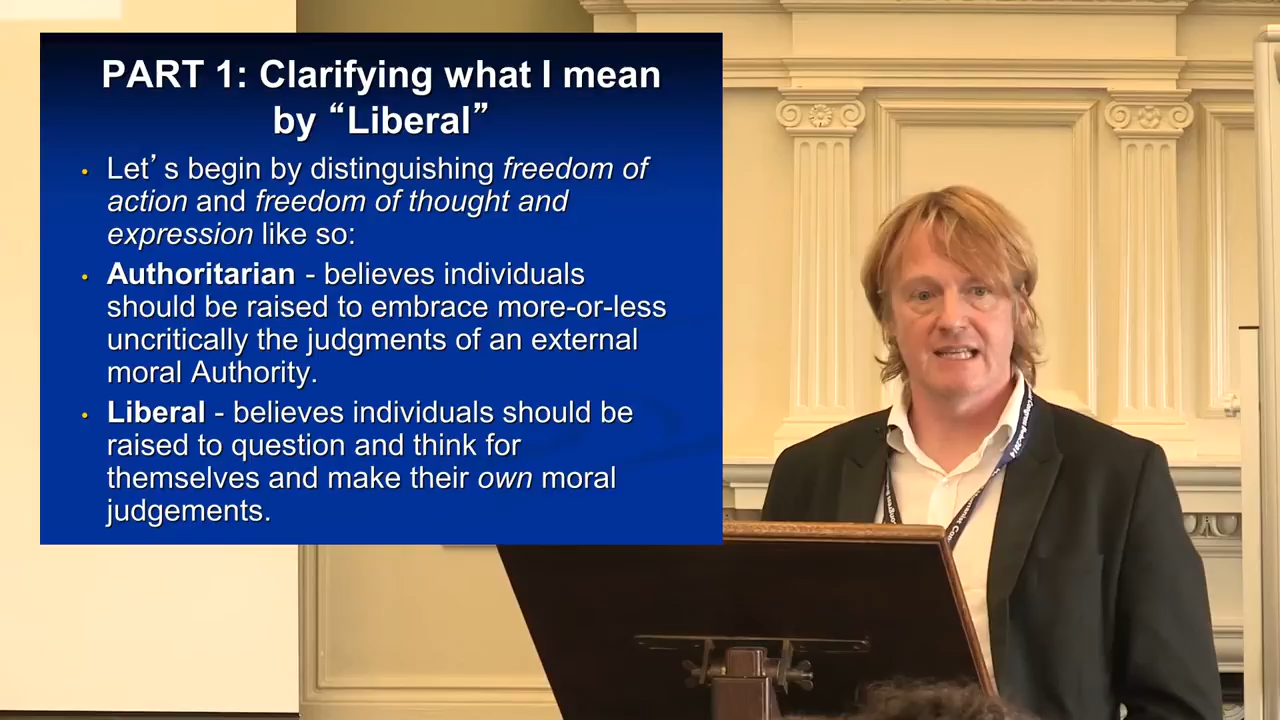 PART 1: Clarifying what I mean
by “Liberal”
• Let’s begin by distinguishing freedom of
action and freedom of thought and
expression like so:
• Authoritarian - believes individuals
should be raised to embrace more-or-less
uncritically the judgments of an external
moral Authority.
• Liberal - believes individuals should be
raised to question and think for
themselves and make their own moral
judgements.